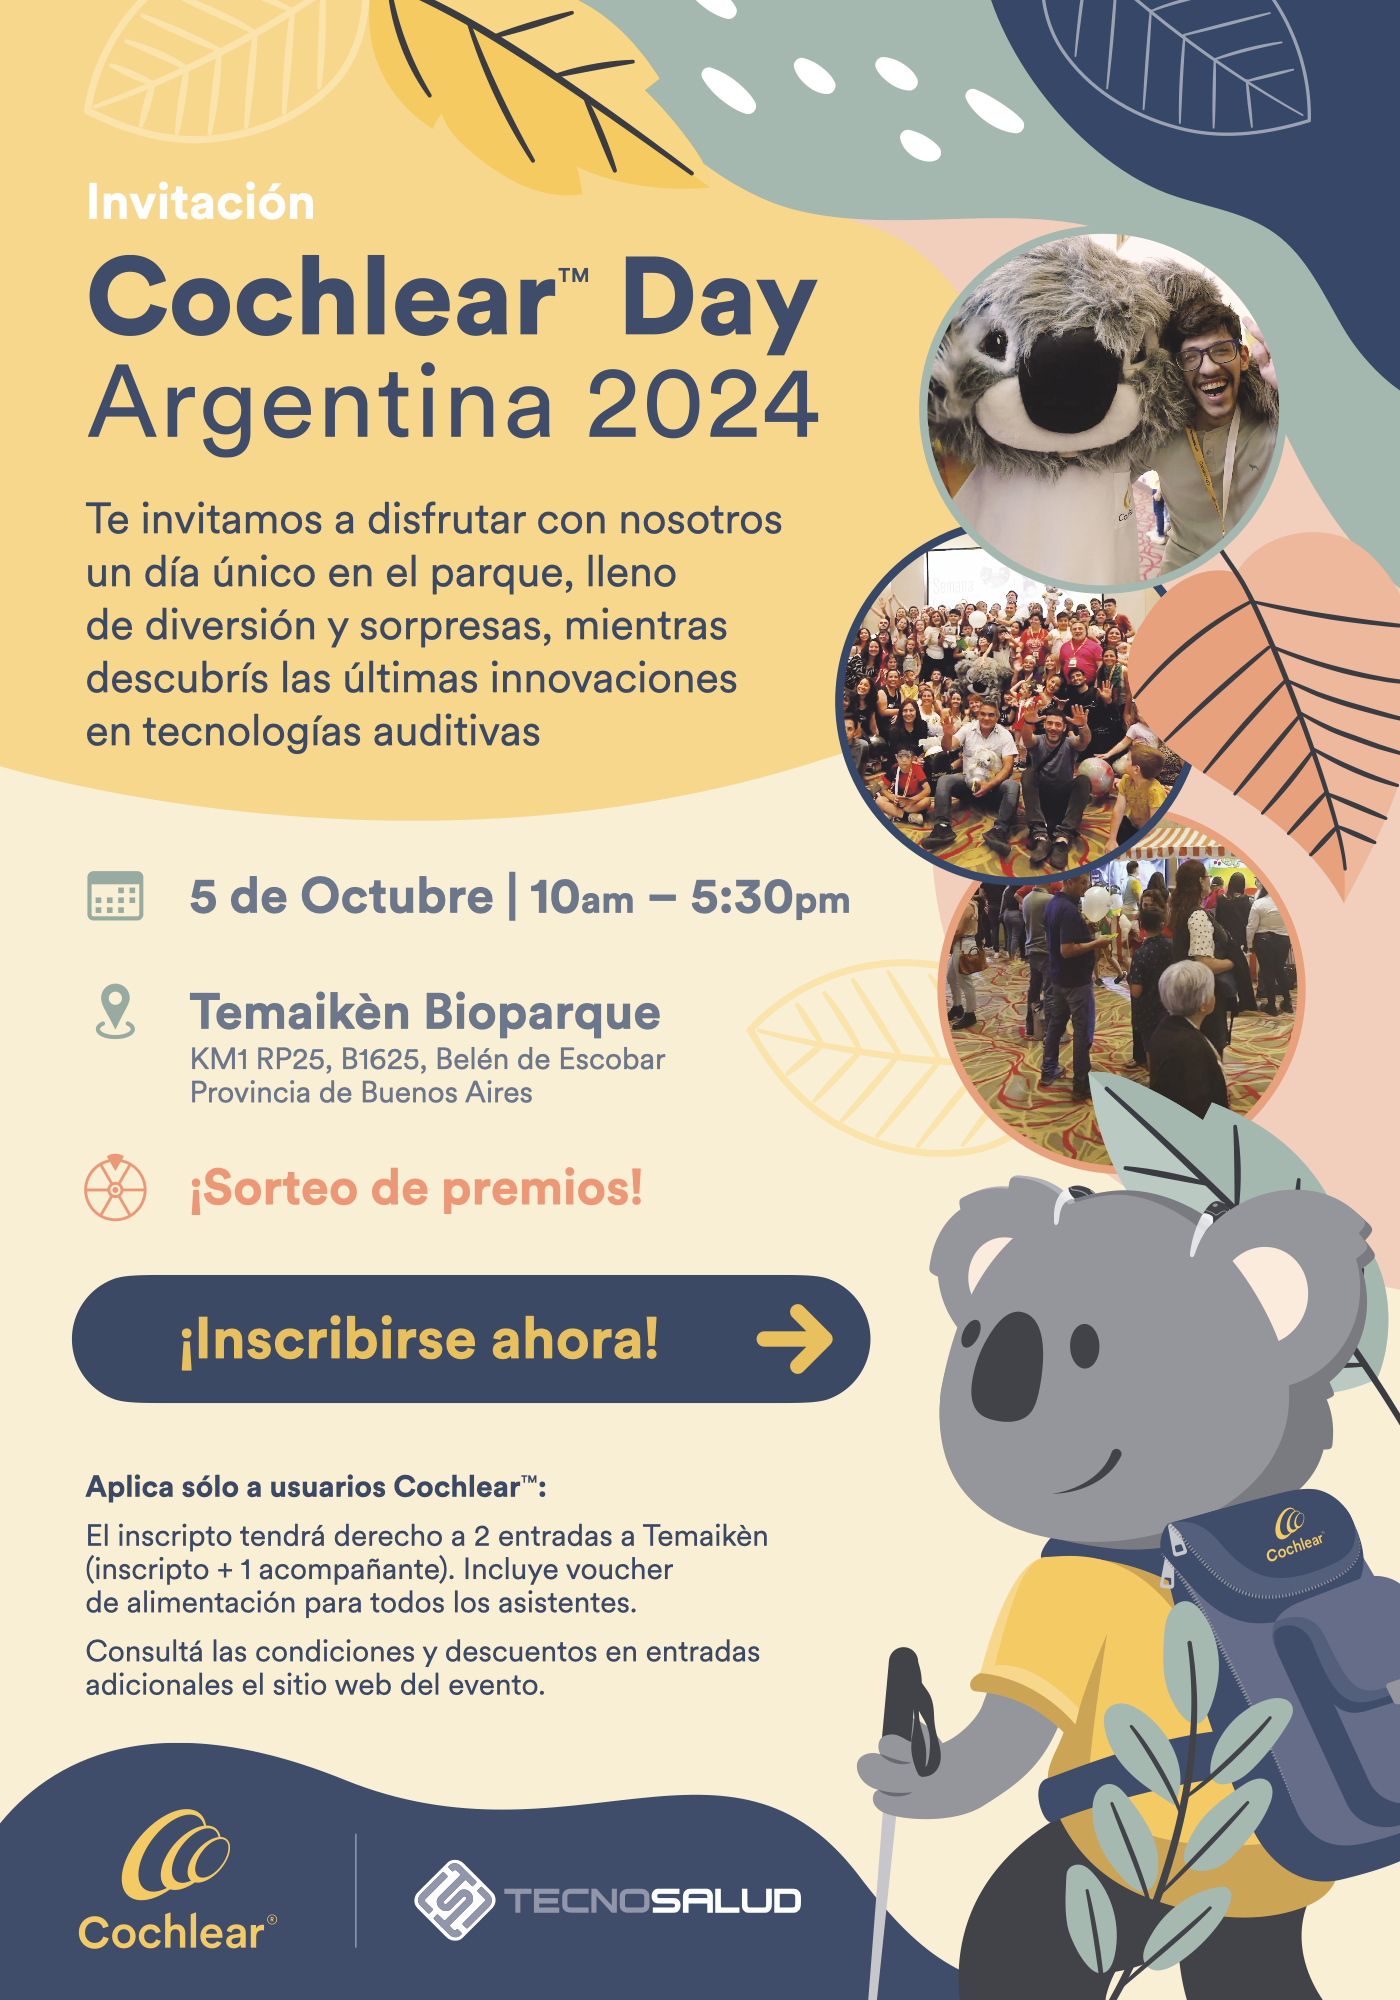 Invitación
Cochlear™ Day
Argentina 2024
Te invitamos a disfrutar con nosotros
un día único en el parque, lleno
de diversión y sorpresas, mientras
descubrís las últimas innovaciones
en tecnologías auditivas
Semana
5 de Octubre | 10am – 5:30pm
Temaikèn Bioparque
KM1 RP25, B1625, Belén de Escobar
Provincia de Buenos Aires
¡Sorteo de premios!
¡Inscribirse ahora!
Aplica sólo a usuarios Cochlear™:
El inscripto tendrá derecho a 2 entradas a Temaikèn
(inscripto + 1 acompañante). Incluye voucher
de alimentación para todos los asistentes.
Consultá las condiciones y descuentos en entradas
adicionales el sitio web del evento.
Cochlear
Cochlear®
TECNOSALUD